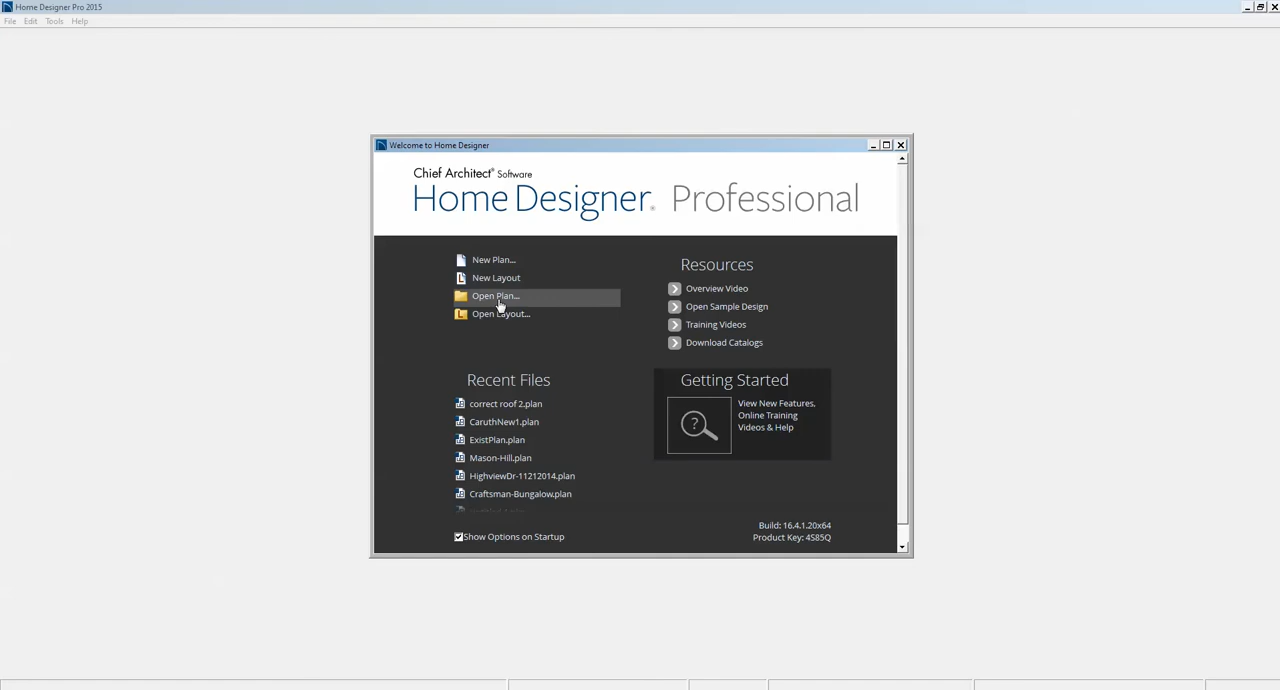 Home Designer Pro 2015
File Edit Tools Help
Welcome to Home Designer
Chief Architect® Software
Home Designer® Professional
New Plan...
New Layout
Open Plan...
Open Layout...
Resources
Overview Video
Open Sample Design
Training Videos
Download Catalogs
Recent Files
correct roof 2.plan
CaruthNew1.plan
ExistPlan.plan
Mason-Hill.plan
HighviewDr-11212014.plan
Craftsman-Bungalow.plan
Getting Started
View New Features,
Online Training
Videos & Help
Show Options on Startup
Build: 16.4.1.20x64
Product Key: 4S85Q